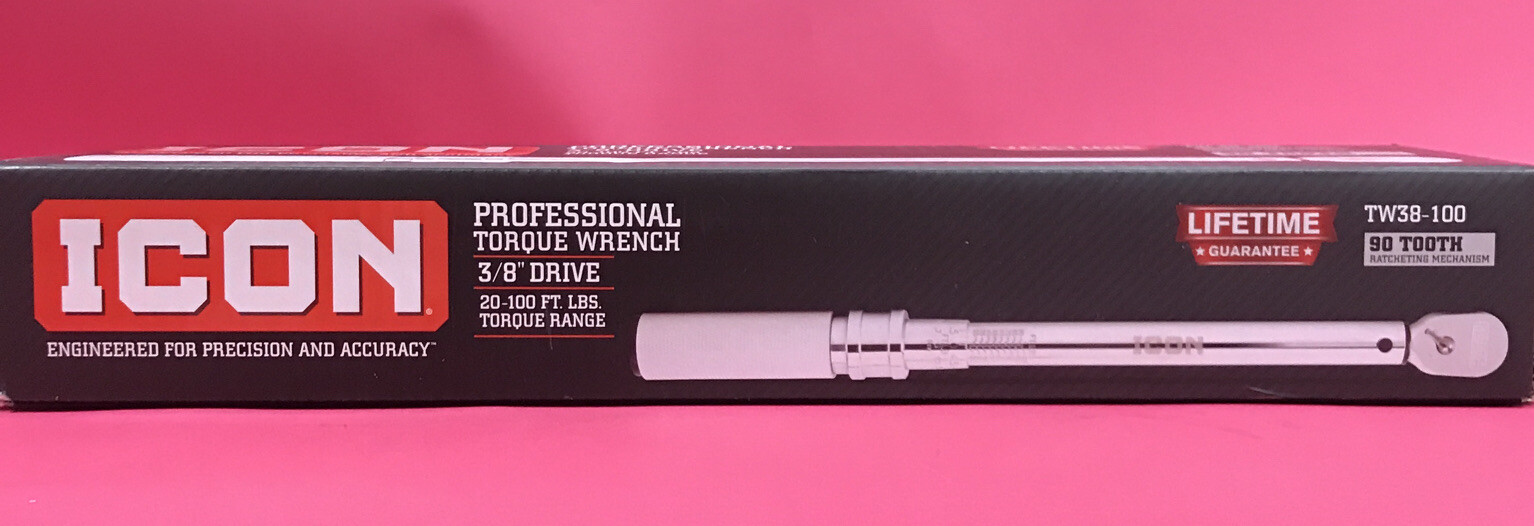 ICON®
ENGINEERED FOR PRECISION AND ACCURACY™
PROFESSIONAL
TORQUE WRENCH
3/8" DRIVE
20-100 FT. LBS.
TORQUE RANGE
ICON
LIFETIME
★ GUARANTEE ★
TW38-100
90 TOOTH
RATCHETING MECHANISM